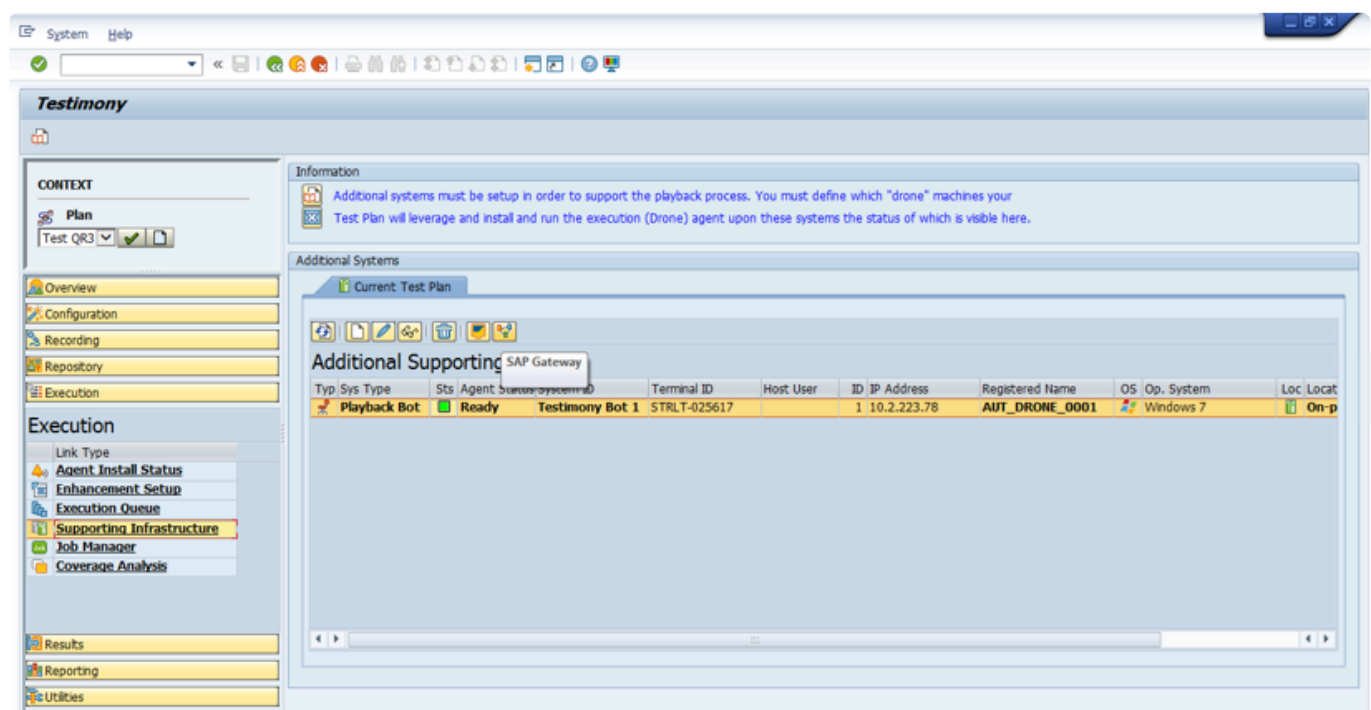 System Help
Testimony
CONTEXT
Plan
Test QR3
Overview
Configuration
Recording
Repository
Execution
Execution
Link Type
Agent Install Status
Enhancement Setup
Execution Queue
Supporting Infrastructure
Job Manager
Coverage Analysis
Results
Reporting
Utilities
Information
Additional systems must be setup in order to support the playback process. You must define which "drone" machines your
Test Plan will leverage and install and run the execution (Drone) agent upon these systems the status of which is visible here.
Additional Systems
Current Test Plan
Additional Supporting
SAP Gateway
Typ Sys Type Sts Agent Status System ID Terminal ID Host User ID IP Address Registered Name OS Op. System Loc Locat
Playback Bot Ready Testimony Bot 1 STRLT-025617 1 10.2.223.78 AUT_DRONE_0001 Windows 7 On-p